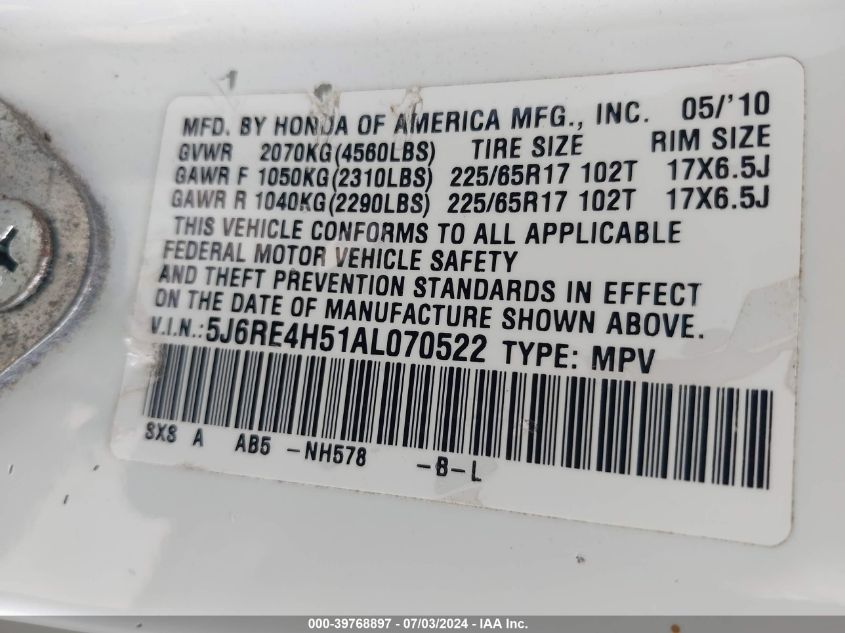 MFD. BY HONDA OF AMERICA MFG., INC. 05/'10
GVWR 2070KG(4560LBS) TIRE SIZE RIM SIZE
GAWR F 1050KG(2310LBS) 225/65R17 102T 17X6.5J
GAWR R 1040KG(2290LBS) 225/65R17 102T 17X6.5J
THIS VEHICLE CONFORMS TO ALL APPLICABLE
FEDERAL MOTOR VEHICLE SAFETY
AND THEFT PREVENTION STANDARDS IN EFFECT
ON THE DATE OF MANUFACTURE SHOWN ABOVE.
V.I.N.: 5J6RE4H51AL070522 TYPE: MPV
SXS A AB5 -NH578 -B-L
000-39768897 - 07/03/2024 - IAA Inc.